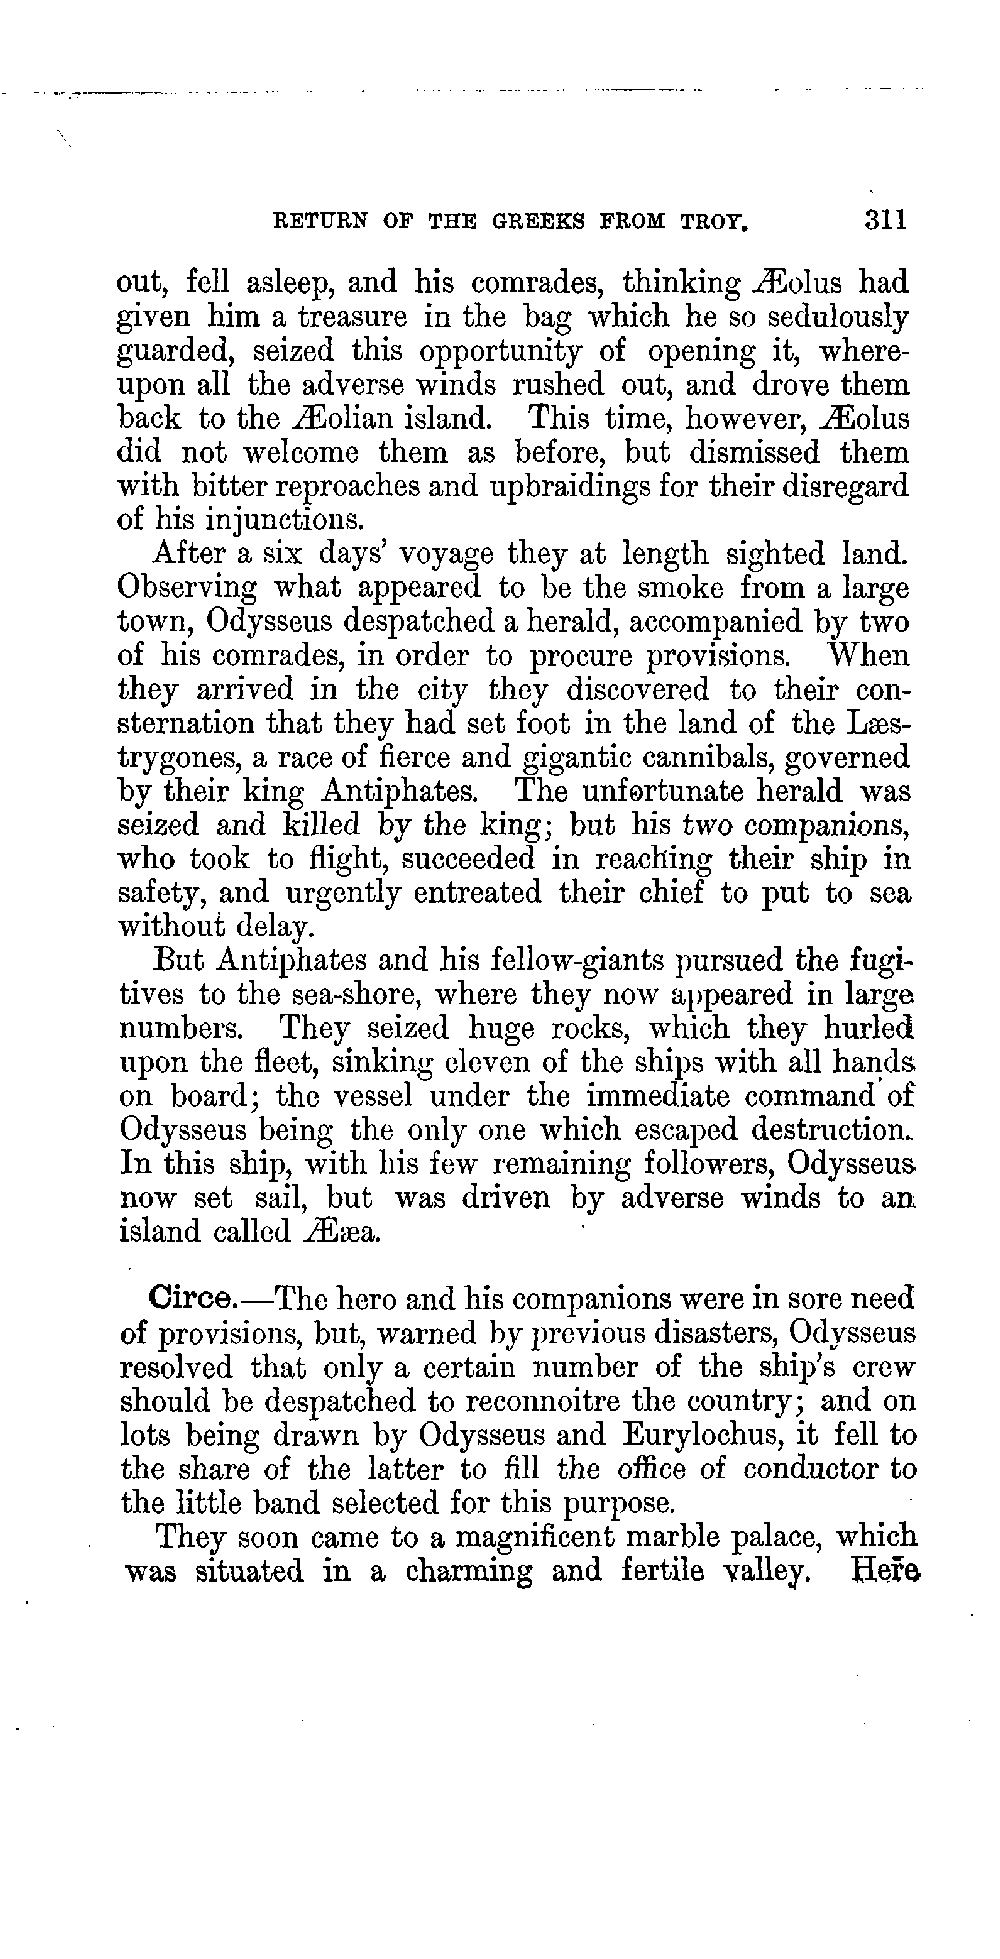 RETURN OF THE GREEKS FROM TROY. 311
out, fell asleep, and his comrades, thinking Æolus had
given him a treasure in the bag which he so sedulously
guarded, seized this opportunity of opening it, where-
upon all the adverse winds rushed out, and drove them
back to the Æolian island. This time, however, Æolus
did not welcome them as before, but dismissed them
with bitter reproaches and upbraidings for their disregard
of his injunctions.
After a six days' voyage they at length sighted land.
Observing what appeared to be the smoke from a large
town, Odysseus despatched a herald, accompanied by two
of his comrades, in order to procure provisions. When
they arrived in the city they discovered to their con-
sternation that they had set foot in the land of the Læs-
trygones, a race of fierce and gigantic cannibals, governed
by their king Antiphates. The unfortunate herald was
seized and killed by the king; but his two companions,
who took to flight, succeeded in reaching their ship in
safety, and urgently entreated their chief to put to sea
without delay.
But Antiphates and his fellow-giants pursued the fugi-
tives to the sea-shore, where they now appeared in large
numbers. They seized huge rocks, which they hurled
upon the fleet, sinking eleven of the ships with all hands
on board; the vessel under the immediate command of
Odysseus being the only one which escaped destruction.
In this ship, with his few remaining followers, Odysseus
now set sail, but was driven by adverse winds to an
island called Ææa.
Circe.—The hero and his companions were in sore need
of provisions, but, warned by previous disasters, Odysseus
resolved that only a certain number of the ship's crew
should be despatched to reconnoitre the country; and on
lots being drawn by Odysseus and Eurylochus, it fell to
the share of the latter to fill the office of conductor to
the little band selected for this purpose.
They soon came to a magnificent marble palace, which
was situated in a charming and fertile valley. Here